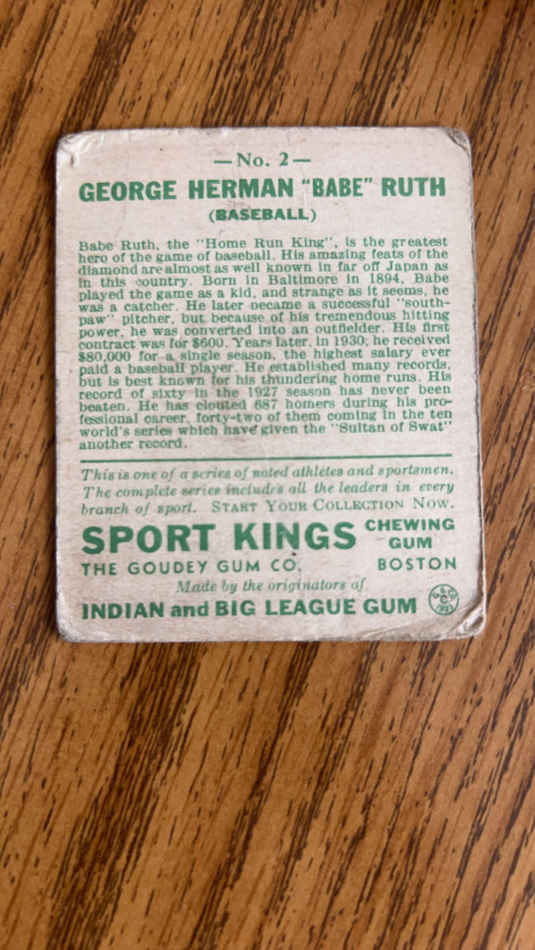 —No. 2—
GEORGE HERMAN "BABE" RUTH
(BASEBALL)
Babe Ruth, the "Home Run King", is the greatest
hero of the game of baseball. His amazing feats of the
diamond are almost as well known in far off Japan as
in this country. Born in Baltimore in 1894, Babe
played the game as a kid, and strange as it seems, he
was a catcher. He later became a successful "south-
paw" pitcher, but because of his tremendous hitting
power, he was converted into an outfielder. His first
contract was for $600. Years later, in 1930, he received
$80,000 for a single season, the highest salary ever
paid a baseball player. He established many records,
but is best known for his thundering home runs. His
record of sixty in the 1927 season has never been
beaten. He has clouted 687 homers during his pro-
fessional career, forty-two of them coming in the ten
world's series which have given the "Sultan of Swat"
another record.
This is one of a series of noted athletes and sportsmen.
The complete series includes all the leaders in every
branch of sport. START YOUR COLLECTION NOW.
SPORT KINGS CHEWING GUM
THE GOUDEY GUM CO. BOSTON
Made by the originators of
INDIAN and BIG LEAGUE GUM